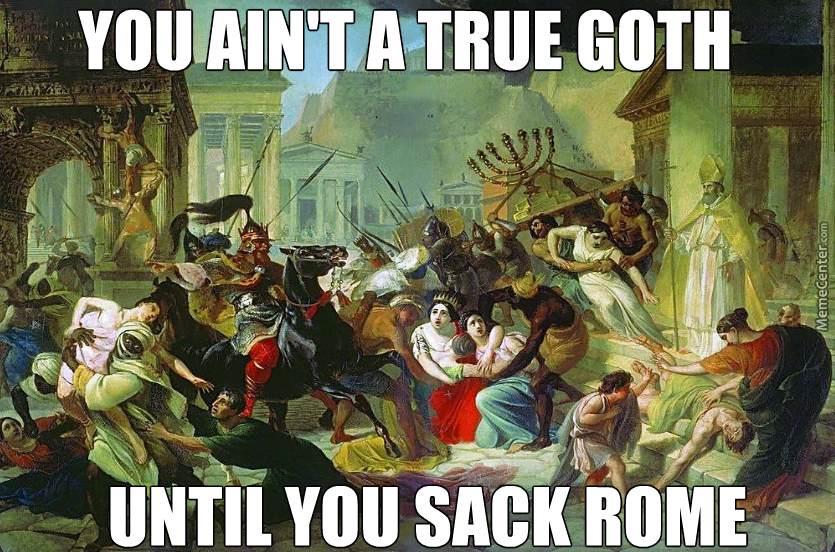 YOU AIN'T A TRUE GOTH
UNTIL YOU SACK ROME
MemeCenter.com